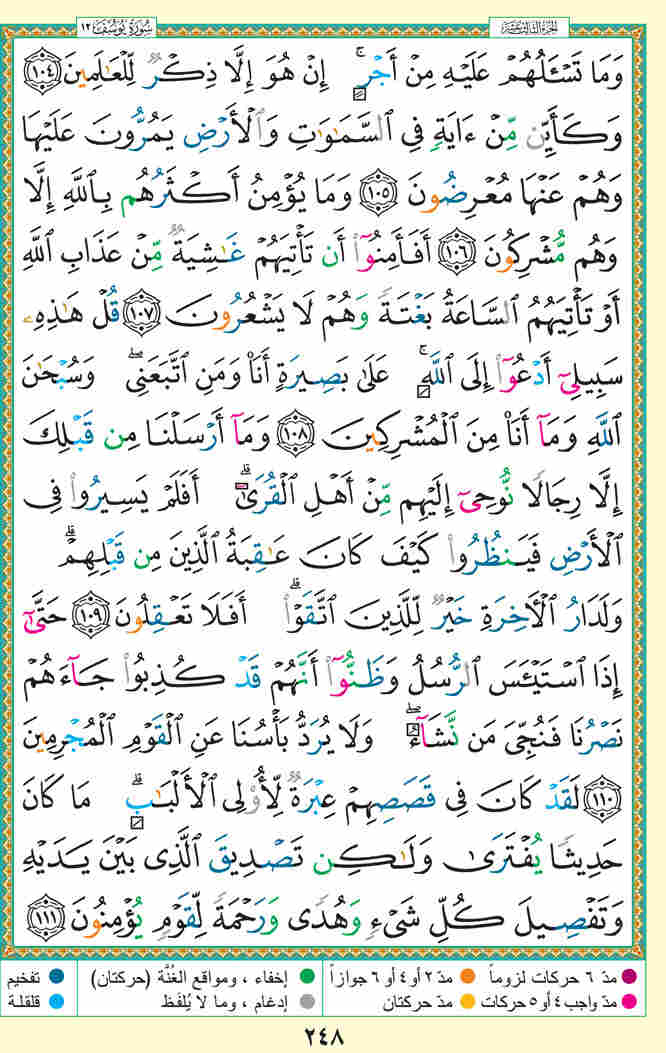 سُورَةُ يُوسُفَ ١٢
الجزء الثالث عشر
وَمَا تَسْـَٔلُهُمْ عَلَيْهِ مِنْ أَجْرٍ ۚ إِنْ هُوَ إِلَّا ذِكْرٌ لِّلْعَـٰلَمِينَ ١٠٤
وَكَأَيِّن مِّنْ ءَايَةٍ فِى ٱلسَّمَـٰوَٰتِ وَٱلْأَرْضِ يَمُرُّونَ عَلَيْهَا
وَهُمْ عَنْهَا مُعْرِضُونَ ١٠٥ وَمَا يُؤْمِنُ أَكْثَرُهُم بِٱللَّهِ إِلَّا
وَهُم مُّشْرِكُونَ ١٠٦ أَفَأَمِنُوٓا۟ أَن تَأْتِيَهُمْ غَـٰشِيَةٌ مِّنْ عَذَابِ ٱللَّهِ
أَوْ تَأْتِيَهُمُ ٱلسَّاعَةُ بَغْتَةً وَهُمْ لَا يَشْعُرُونَ ١٠٧ قُلْ هَـٰذِهِۦ
سَبِيلِىٓ أَدْعُوٓا۟ إِلَى ٱللَّهِ ۚ عَلَىٰ بَصِيرَةٍ أَنَا۠ وَمَنِ ٱتَّبَعَنِى ۖ وَسُبْحَـٰنَ
ٱللَّهِ وَمَآ أَنَا۠ مِنَ ٱلْمُشْرِكِينَ ١٠٨ وَمَآ أَرْسَلْنَا مِن قَبْلِكَ
إِلَّا رِجَالًا نُّوحِىٓ إِلَيْهِم مِّنْ أَهْلِ ٱلْقُرَىٰٓ ۗ أَفَلَمْ يَسِيرُوا۟ فِى
ٱلْأَرْضِ فَيَنظُرُوا۟ كَيْفَ كَانَ عَـٰقِبَةُ ٱلَّذِينَ مِن قَبْلِهِمْ ۗ
وَلَدَارُ ٱلْـَٔاخِرَةِ خَيْرٌ لِّلَّذِينَ ٱتَّقَوْا۟ ۗ أَفَلَا تَعْقِلُونَ ١٠٩ حَتَّىٰٓ
إِذَا ٱسْتَيْـَٔسَ ٱلرُّسُلُ وَظَنُّوٓا۟ أَنَّهُمْ قَدْ كُذِبُوا۟ جَآءَهُمْ
نَصْرُنَا فَنُجِّىَ مَن نَّشَآءُ ۖ وَلَا يُرَدُّ بَأْسُنَا عَنِ ٱلْقَوْمِ ٱلْمُجْرِمِينَ
١١٠ لَقَدْ كَانَ فِى قَصَصِهِمْ عِبْرَةٌ لِّأُو۟لِى ٱلْأَلْبَـٰبِ ۗ مَا كَانَ
حَدِيثًا يُفْتَرَىٰ وَلَـٰكِن تَصْدِيقَ ٱلَّذِى بَيْنَ يَدَيْهِ
وَتَفْصِيلَ كُلِّ شَىْءٍ وَهُدًى وَرَحْمَةً لِّقَوْمٍ يُؤْمِنُونَ ١١١
مدّ ٦ حركات لزوماً مدّ ٢ أو ٤ أو ٦ جوازاً إخفاء ، ومواقع الغُنَّة (حركتان) تفخيم
مدّ واجب ٤ أو ٥ حركات مدّ حركتان إدغام ، وما لا يُلفَظ قلقلة
٢٤٨